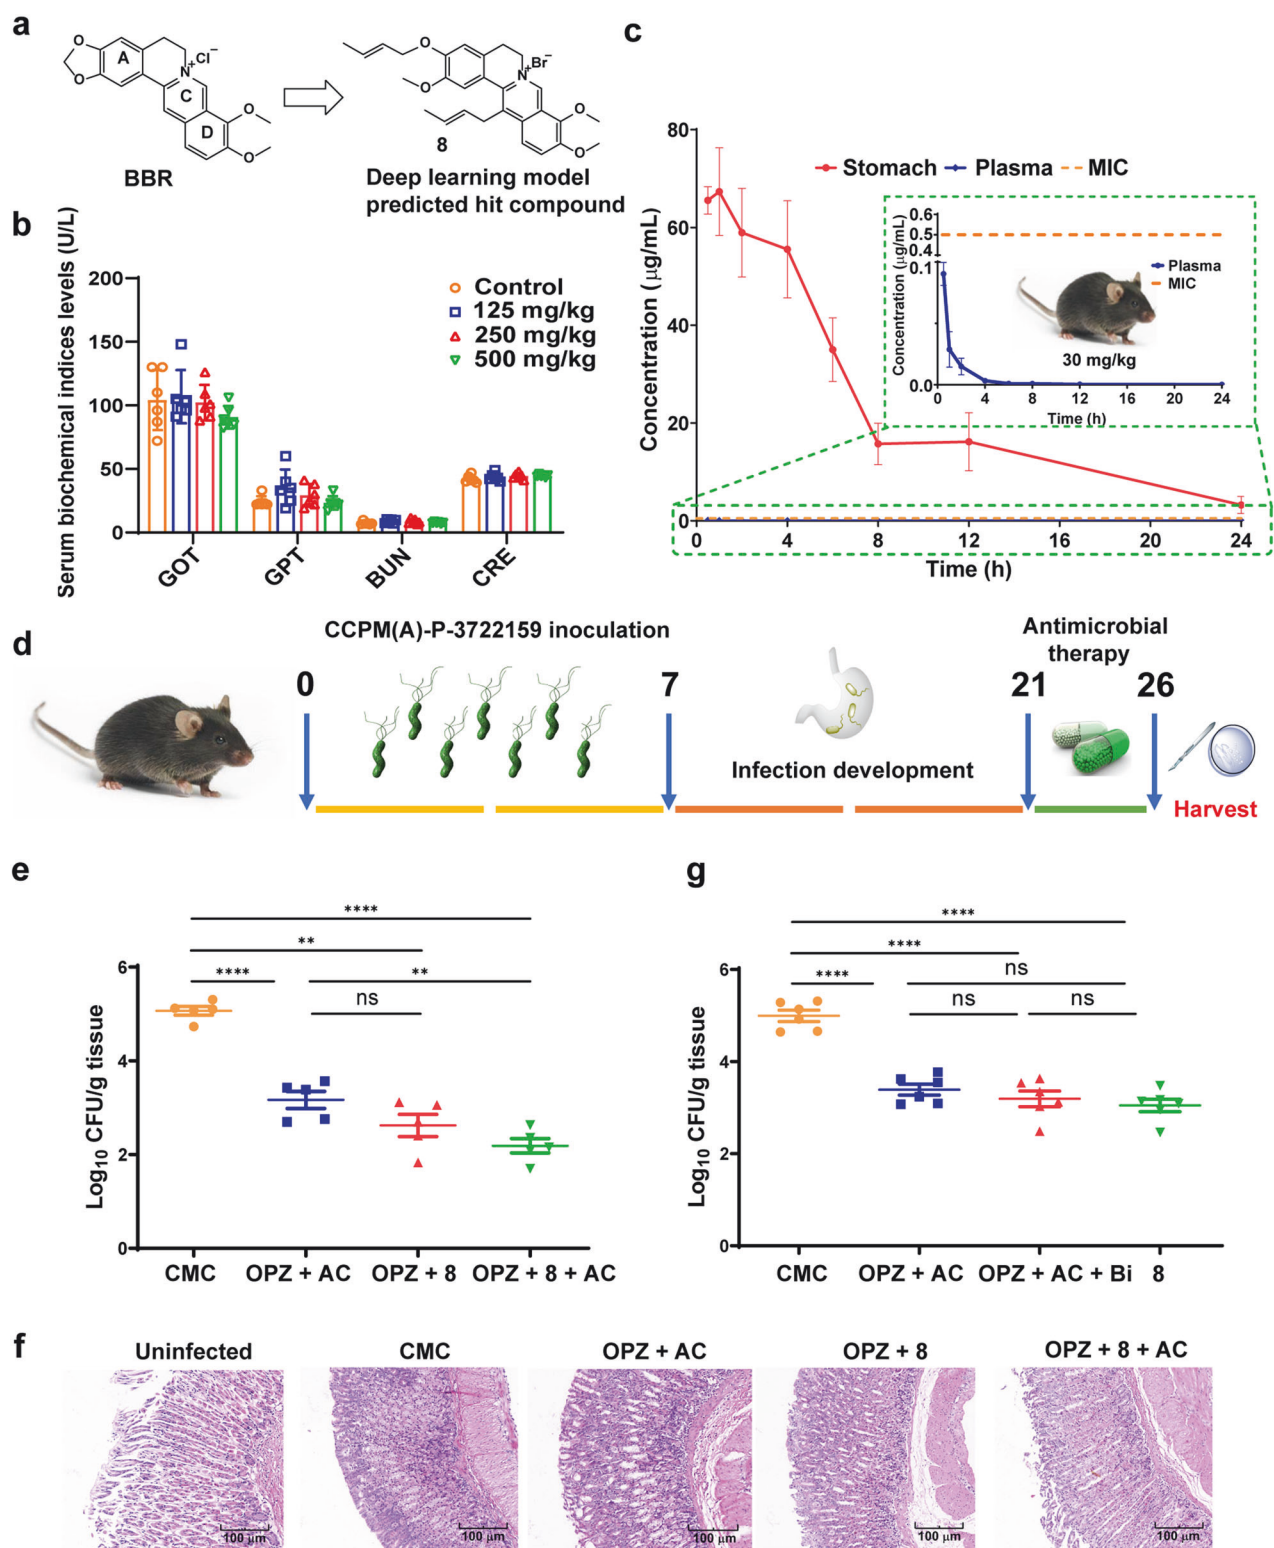 a
O
O
A
N
+
Cl⁻
C
D
O
O
BBR
O
O
N
+
Br⁻
O
O
8
Deep learning model
predicted hit compound
b
Serum biochemical indices levels (U/L)
200
150
100
50
0
Control
125 mg/kg
250 mg/kg
500 mg/kg
GOT
GPT
BUN
CRE
c
Concentration (μg/mL)
80
60
40
20
0
Stomach
Plasma
MIC
Concentration (μg/mL)
0.6
0.5
0.4
0.1
0.0
Plasma
MIC
30 mg/kg
0 4 8 12 16 20 24
Time (h)
0 4 8 12 16 20 24
Time (h)
d
CCPM(A)-P-3722159 inoculation
Antimicrobial
therapy
0
7
21
26
Infection development
Harvest
e
****
**
****
**
ns
Log₁₀ CFU/g tissue
6
4
2
0
CMC
OPZ + AC
OPZ + 8
OPZ + 8 + AC
g
****
****
ns
****
ns
ns
Log₁₀ CFU/g tissue
6
4
2
0
CMC
OPZ + AC
OPZ + AC + Bi
8
f
Uninfected
CMC
OPZ + AC
OPZ + 8
OPZ + 8 + AC
100 μm
100 μm
100 μm
100 μm
100 μm